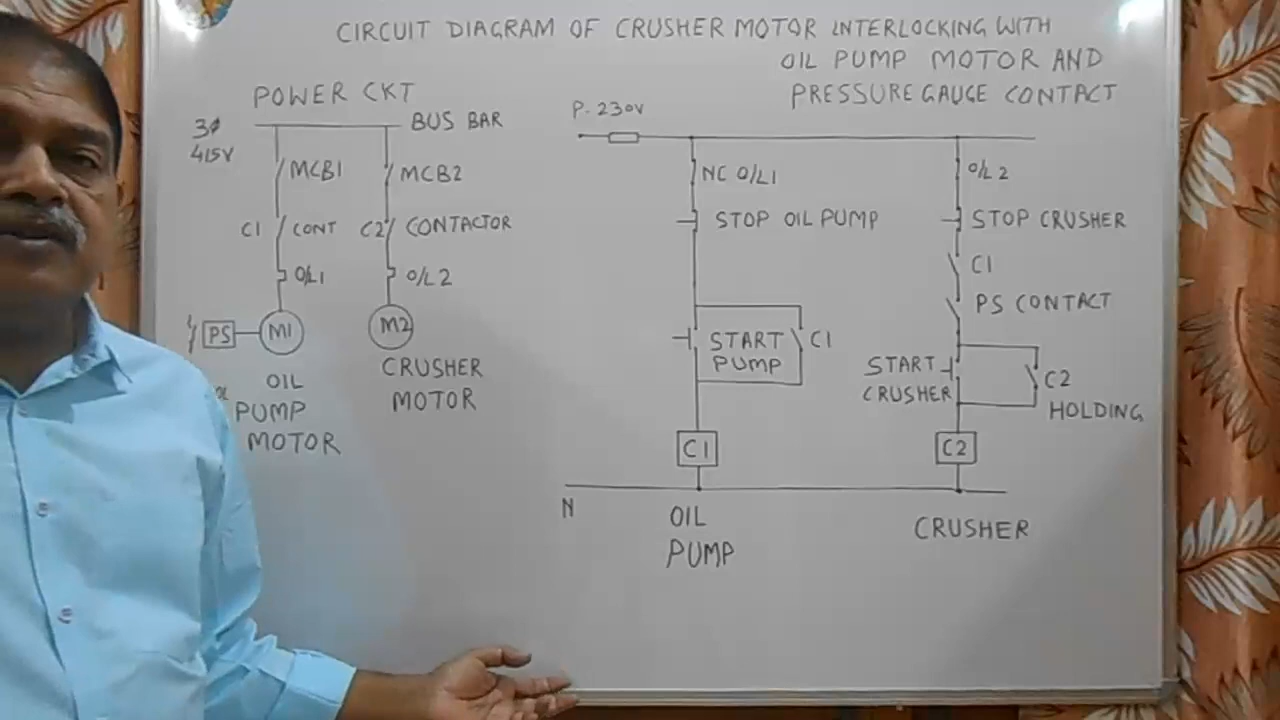 CIRCUIT DIAGRAM OF CRUSHER MOTOR INTERLOCKING WITH
OIL PUMP MOTOR AND
PRESSURE GAUGE CONTACT
POWER CKT
3Φ
415V
BUS BAR
MCB1
MCB2
C1
CONT
C2
CONTACTOR
O/L1
O/L2
PS
M1
M2
OIL
PUMP
MOTOR
CRUSHER
MOTOR
P-230V
NC O/L1
O/L2
STOP OIL PUMP
STOP CRUSHER
C1
PS CONTACT
START
PUMP
C1
START
CRUSHER
C2
HOLDING
C1
C2
N
OIL
PUMP
CRUSHER